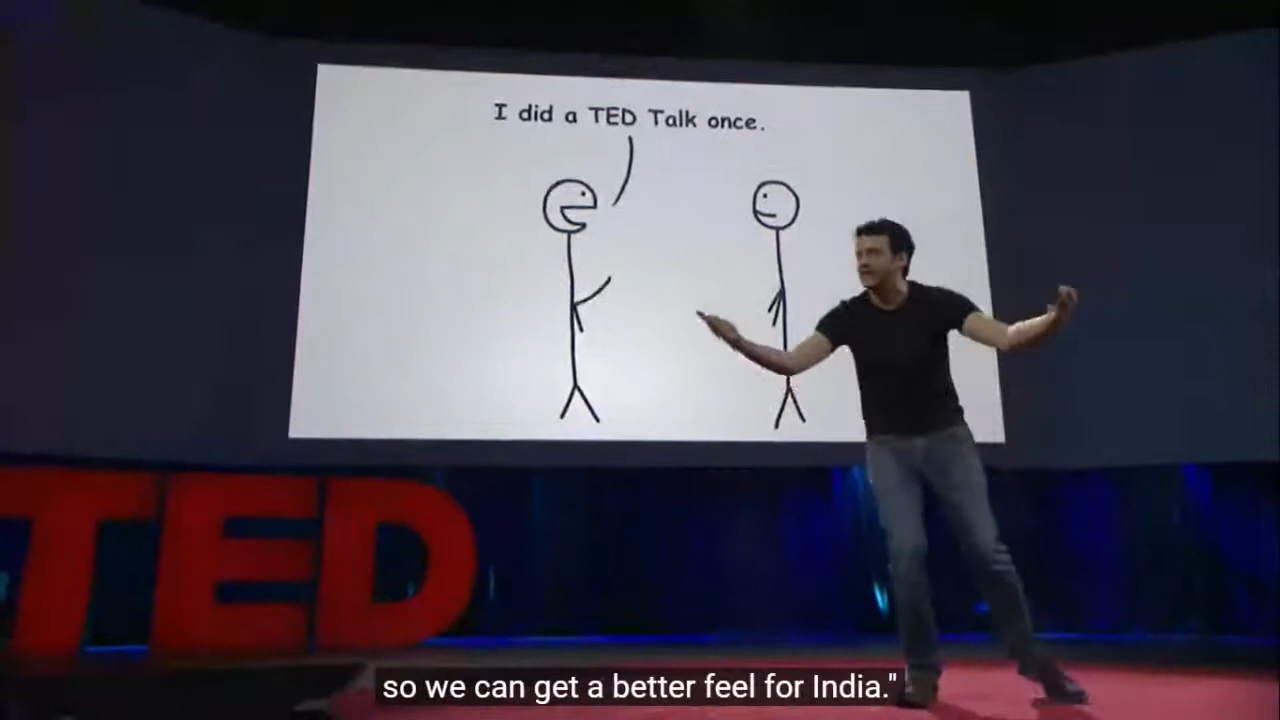 I did a TED Talk once.
TED
so we can get a better feel for India."